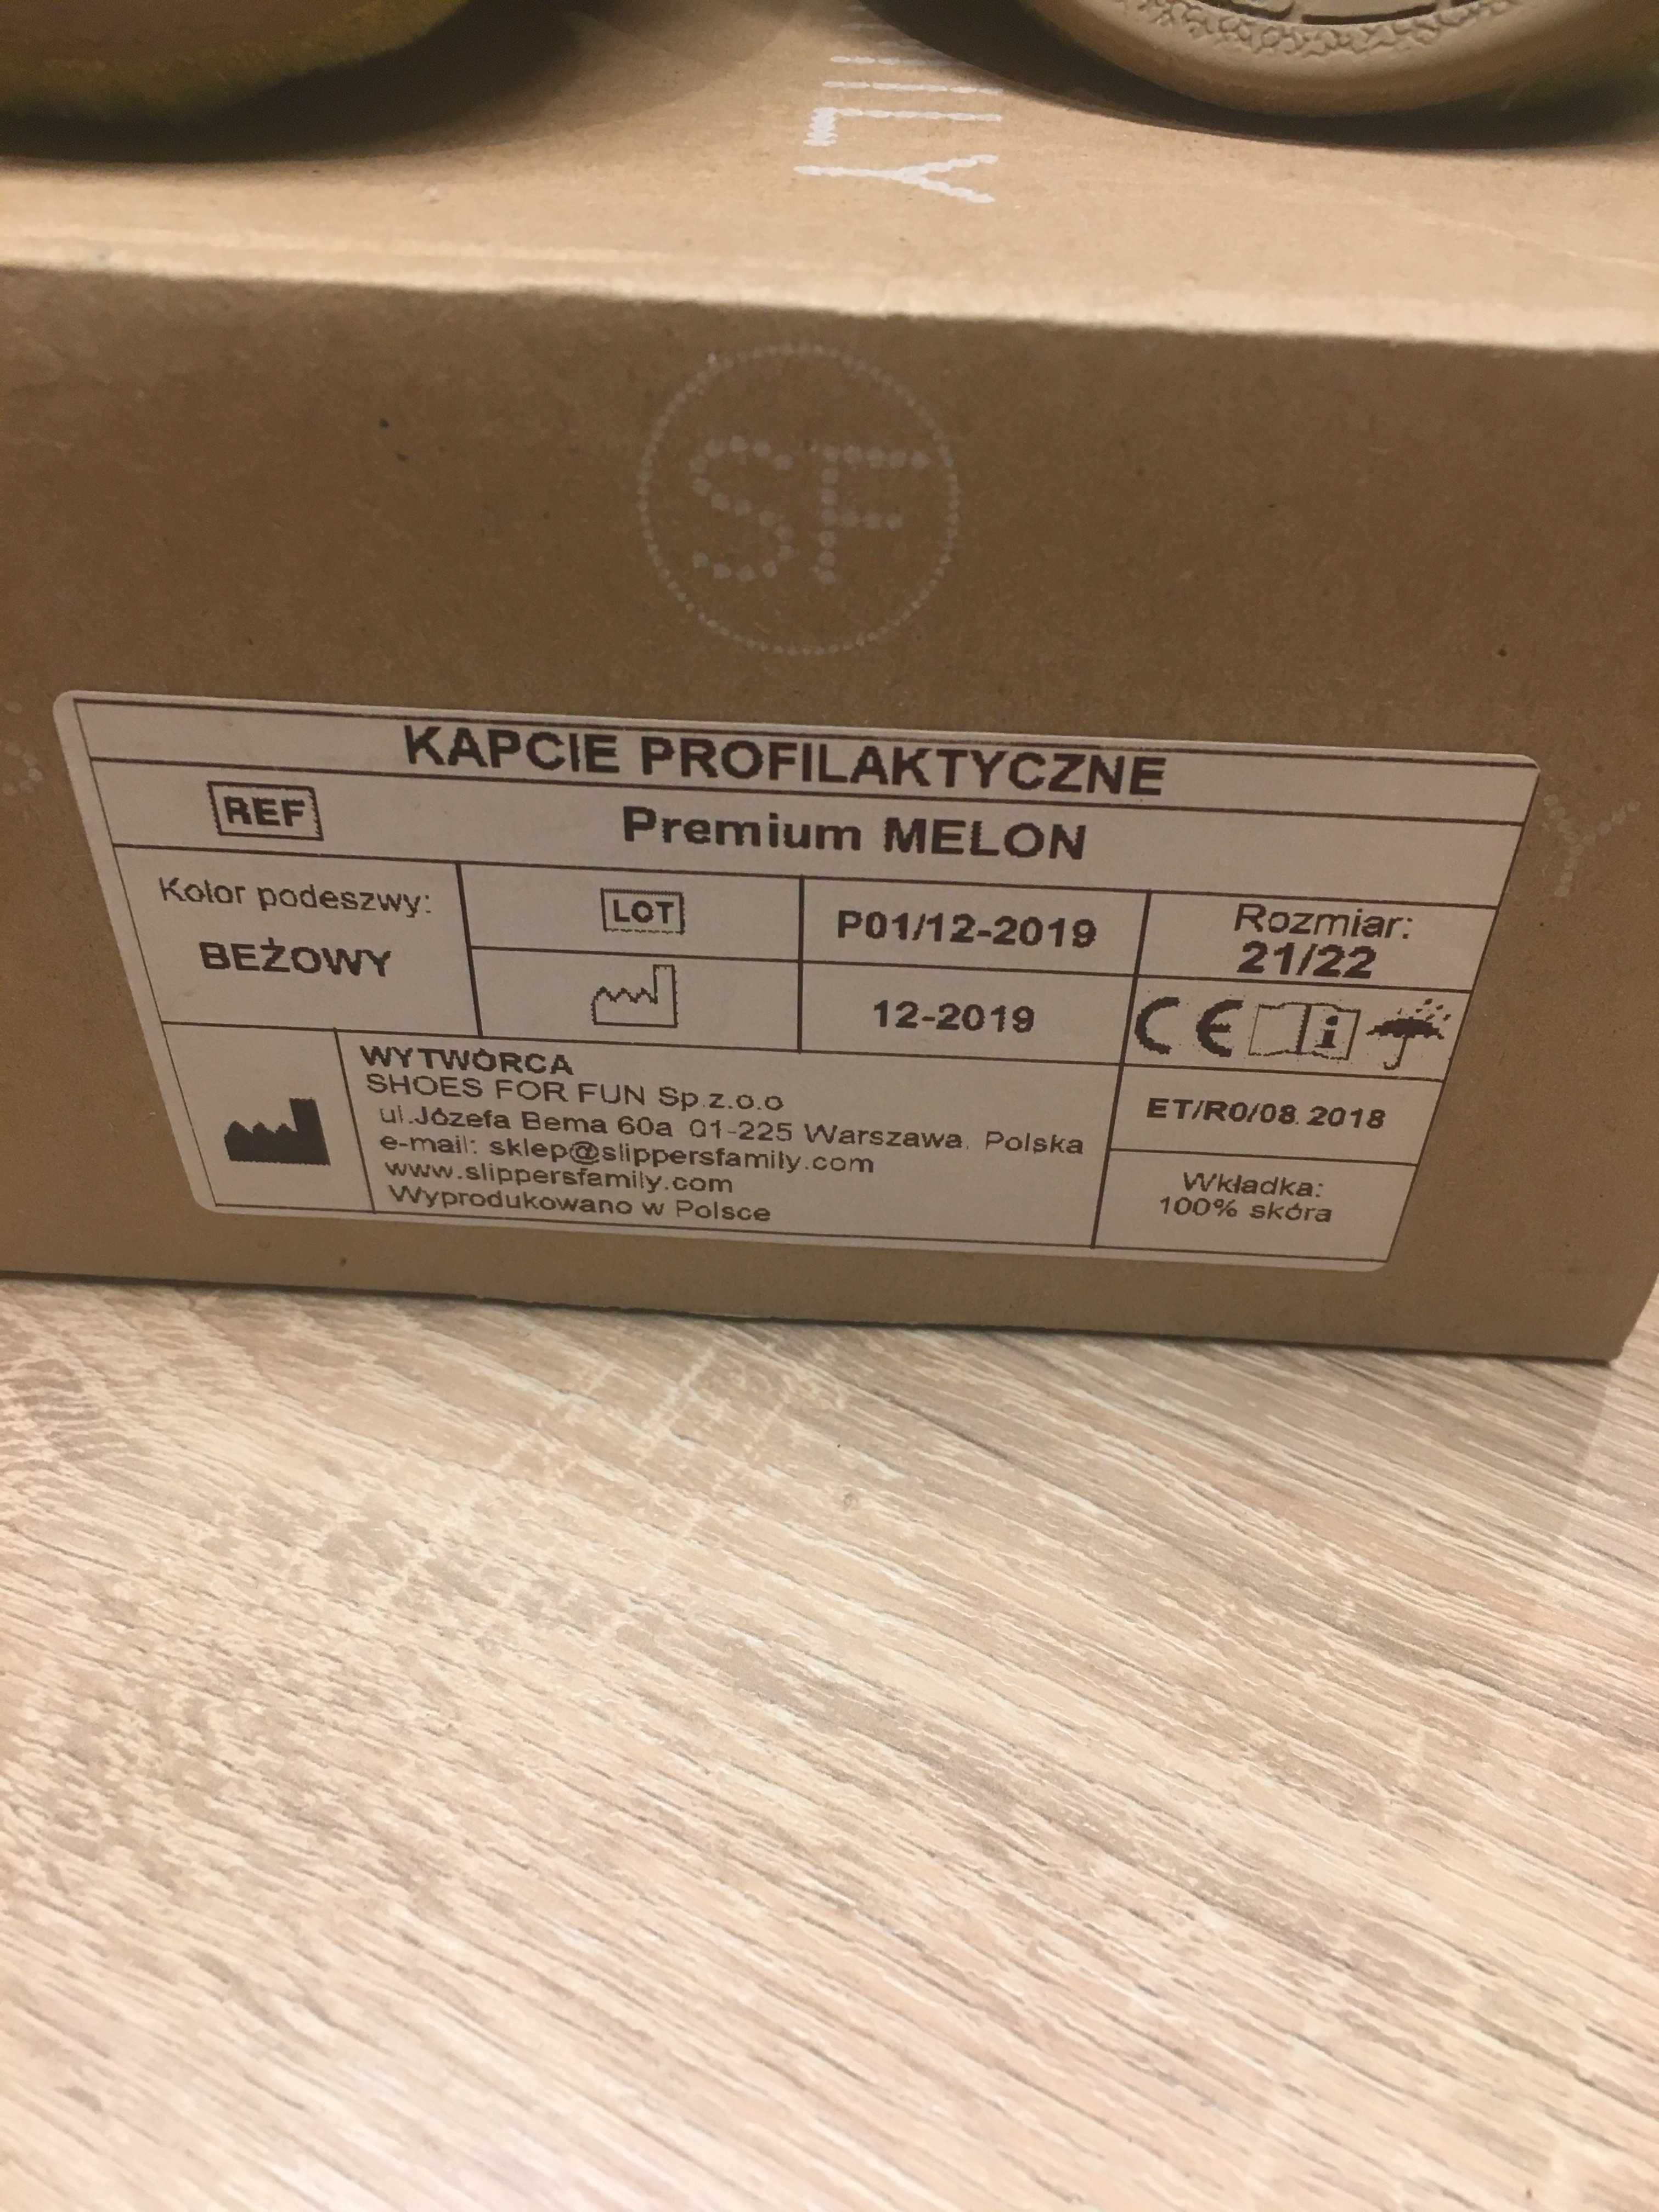 ILY
SF
KAPCIE PROFILAKTYCZNE
REF Premium MELON
Kolor podeszwy:
BEŻOWY
LOT P01/12-2019
12-2019
Rozmiar:
21/22
CE i
WYTWÓRCA
SHOES FOR FUN Sp.z.o.o
ul.Józefa Bema 60a 01-225 Warszawa. Polska
e-mail: sklep@slippersfamily.com
www.slippersfamily.com
Wyprodukowano w Polsce
ET/R0/08.2018
Wkładka:
100% skóra